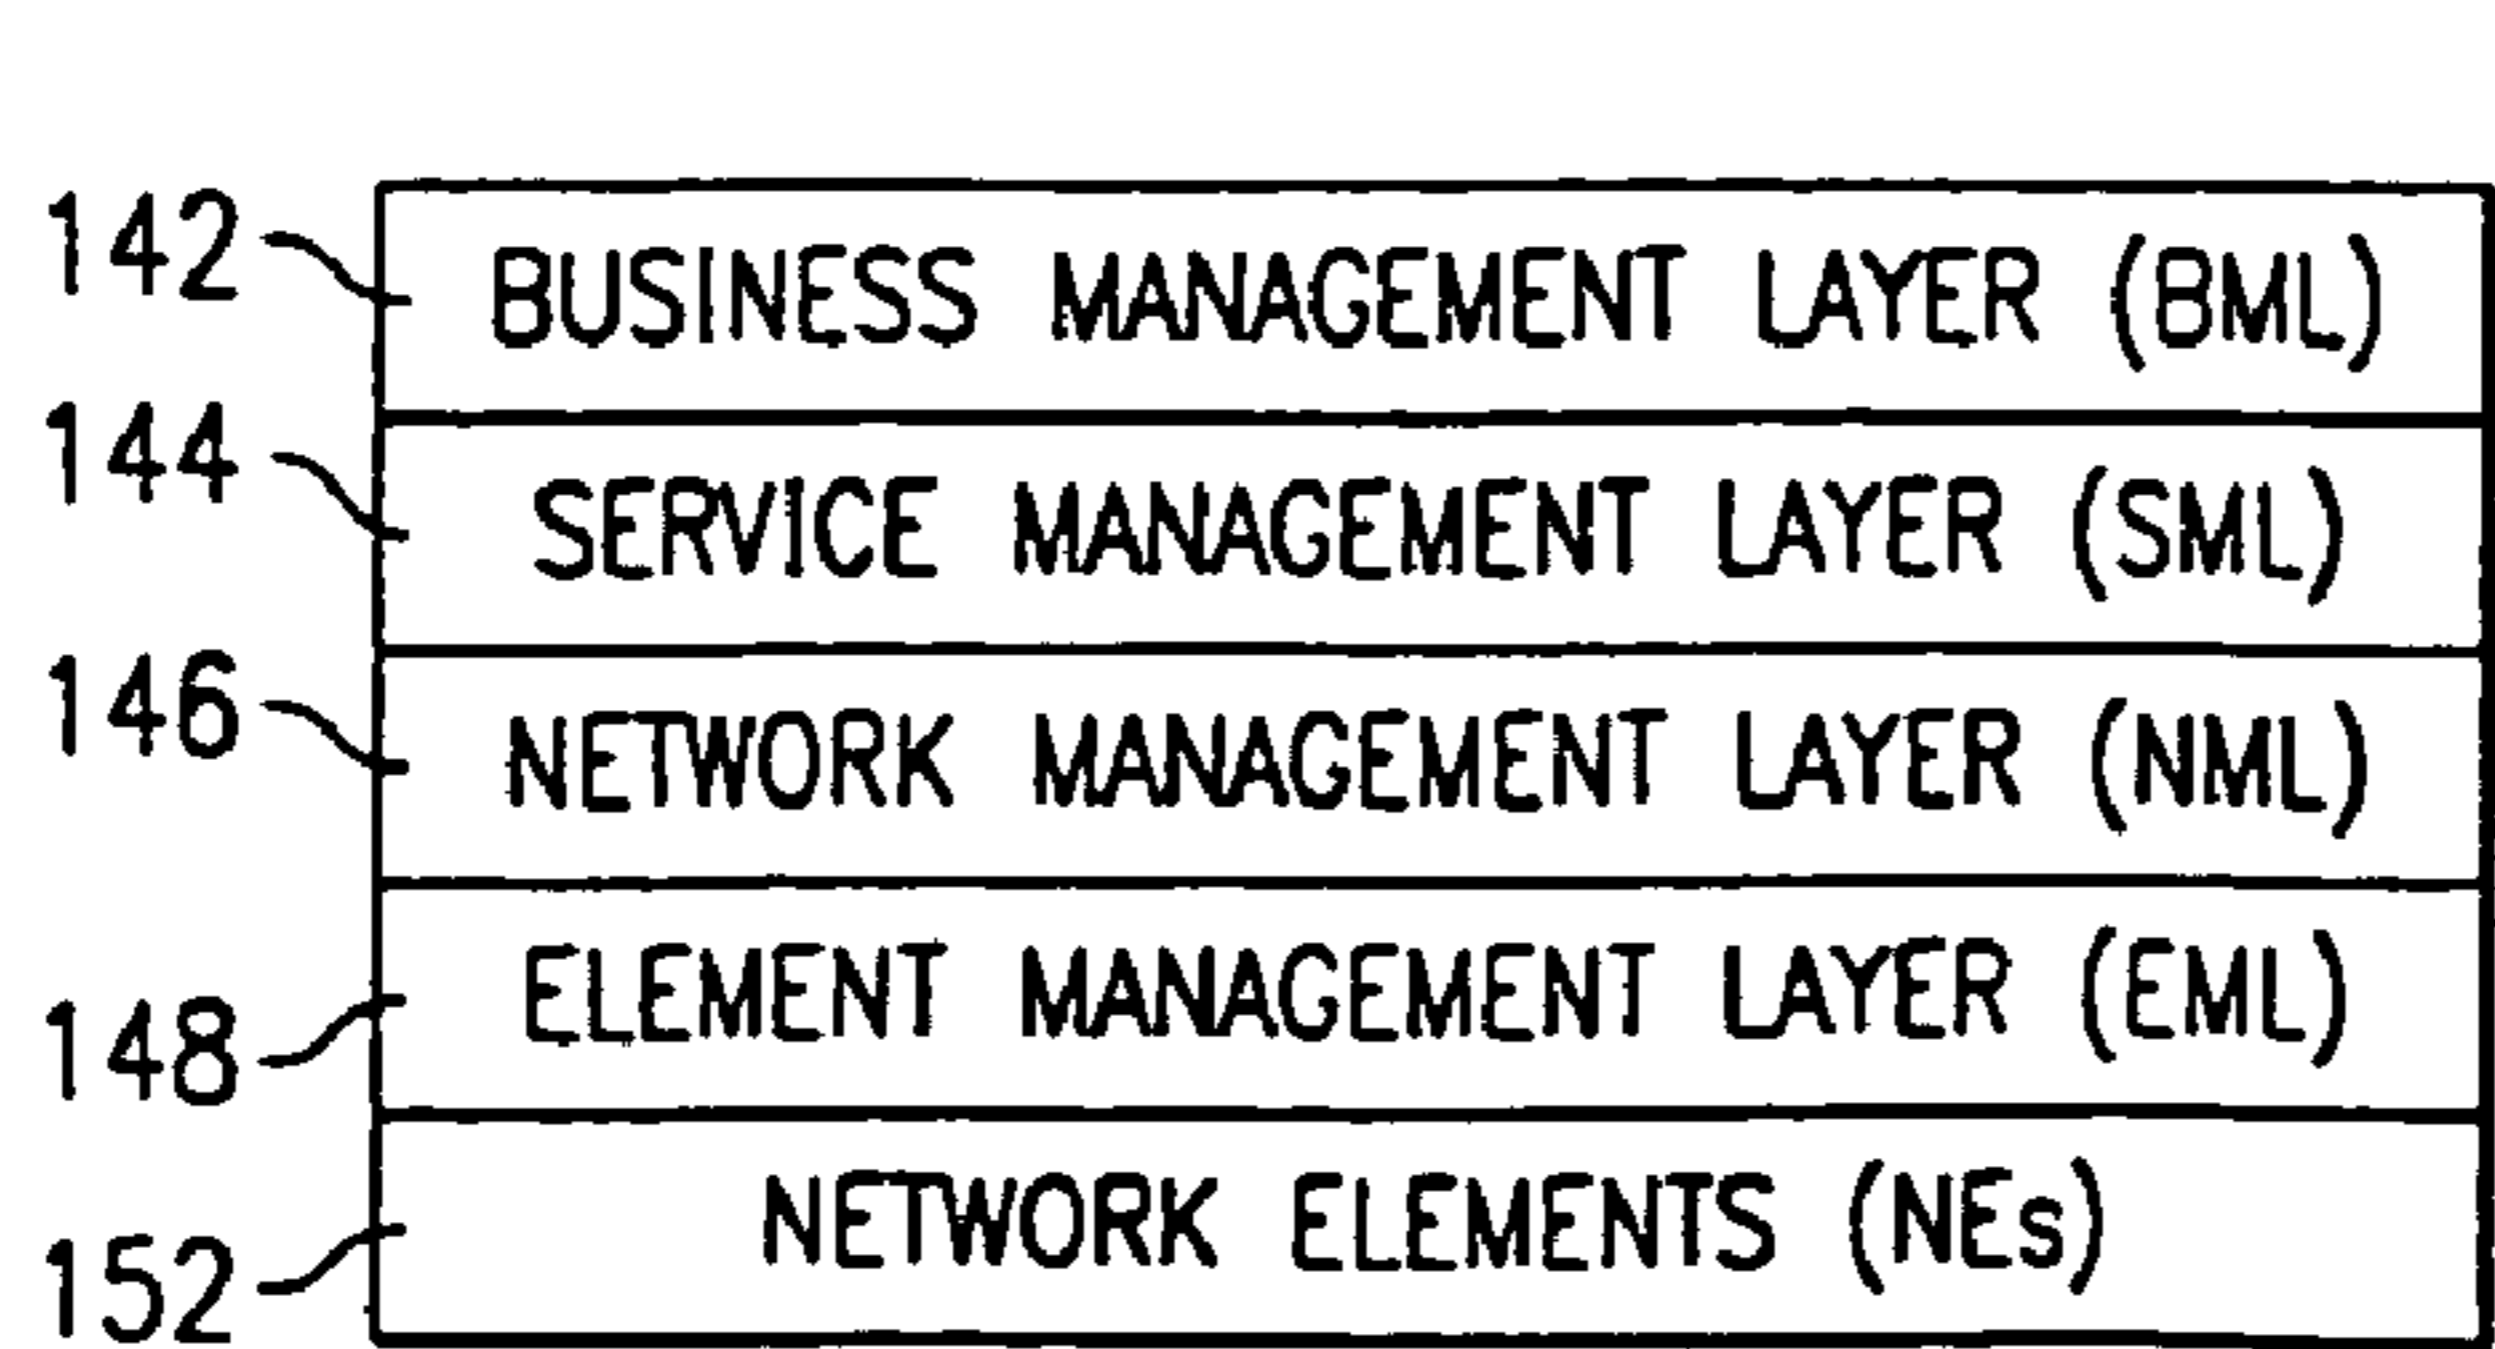 142 BUSINESS MANAGEMENT LAYER (BML)
144 SERVICE MANAGEMENT LAYER (SML)
146 NETWORK MANAGEMENT LAYER (NML)
148 ELEMENT MANAGEMENT LAYER (EML)
152 NETWORK ELEMENTS (NEs)